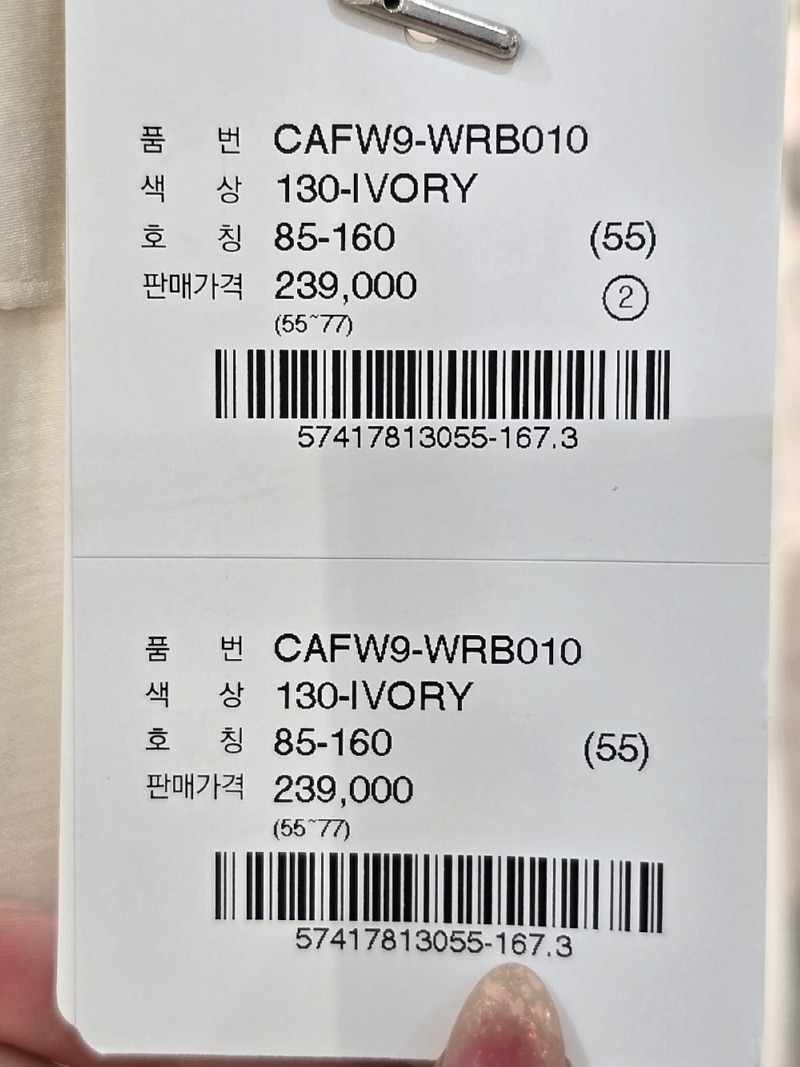 품 번 CAFW9-WRB010
색 상 130-IVORY
호 칭 85-160 (55)
판매가격 239,000 ②
(55~77)
57417813055-167.3
품 번 CAFW9-WRB010
색 상 130-IVORY
호 칭 85-160 (55)
판매가격 239,000
(55~77)
57417813055-167.3